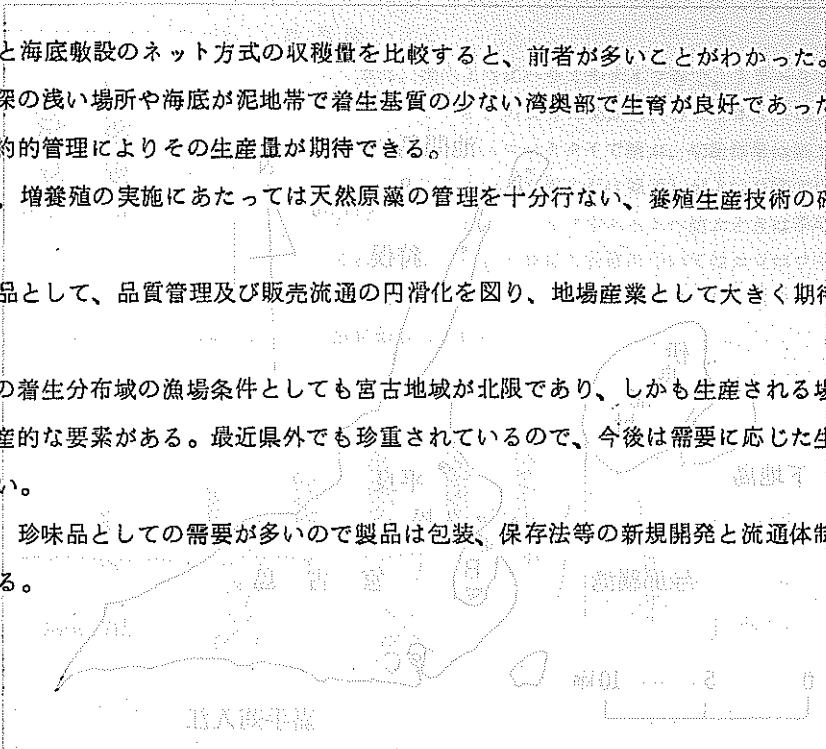 と海底敷設のネット方式の収穫量を比較すると、前者が多いことがわかった。
深の浅い場所や海底が泥地帯で着生基質の少ない湾奥部で生育が良好であった
約的管理によりその生産量が期待できる。
、増養殖の実施にあたっては天然原藻の管理を十分行ない、養殖生産技術の研
品として、品質管理及び販売流通の円滑化を図り、地場産業として大きく期待
の着生分布域の漁場条件としても宮古地域が北限であり、しかも生産される場
産的な要素がある。最近県外でも珍重されているので、今後は需要に応じた生
い。
珍味品としての需要が多いので製品は包装、保存法等の新規開発と流通体制
る。
下地島
平良
宮古島
0 5 10km